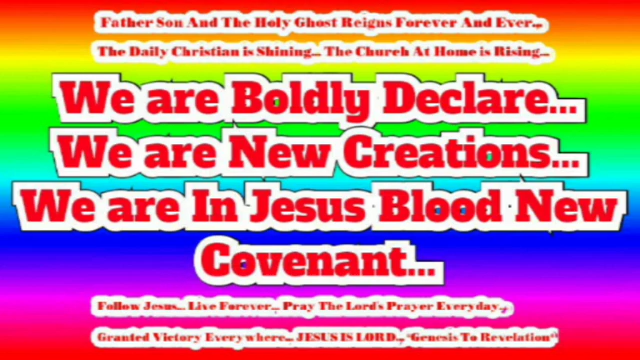 Father Son And The Holy Ghost Reigns Forever And Ever...
The Daily Christian is Shining... The Church At Home is Rising...
We are Boldly Declare...
We are New Creations...
We are In Jesus Blood New
Covenant...
Follow Jesus... Live Forever... Pray The Lord's Prayer Everyday...
Granted Victory Everywhere... JESUS IS LORD... "Genesis To Revelation"